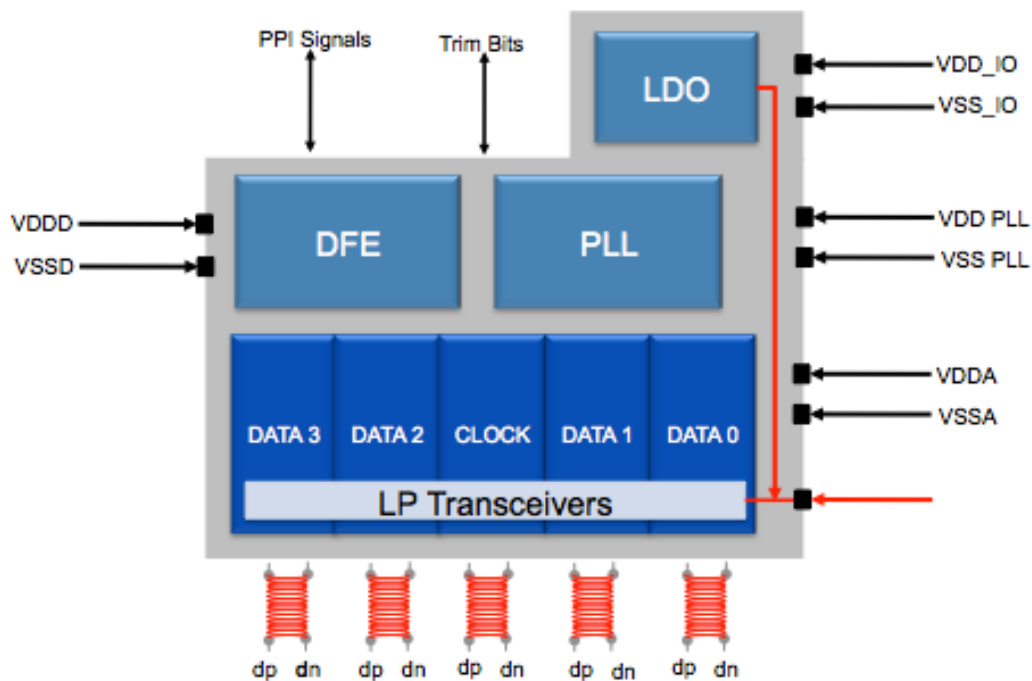 PPI Signals
Trim Bits
LDO
VDD_IO
VSS_IO
VDDD
VSSD
DFE
PLL
VDD PLL
VSS PLL
VDDA
VSSA
DATA 3
DATA 2
CLOCK
DATA 1
DATA 0
LP Transceivers
dp dn dp dn dp dn dp dn dp dn